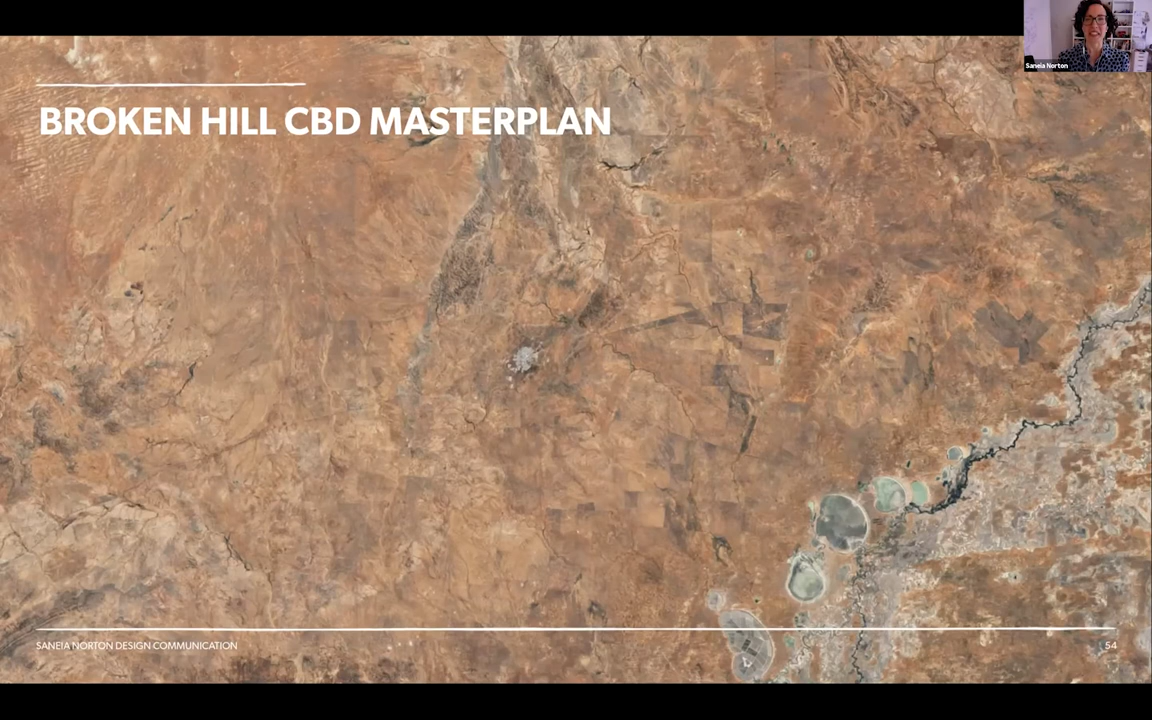 Saneia Norton
BROKEN HILL CBD MASTERPLAN
SANEIA NORTON DESIGN COMMUNICATION
54